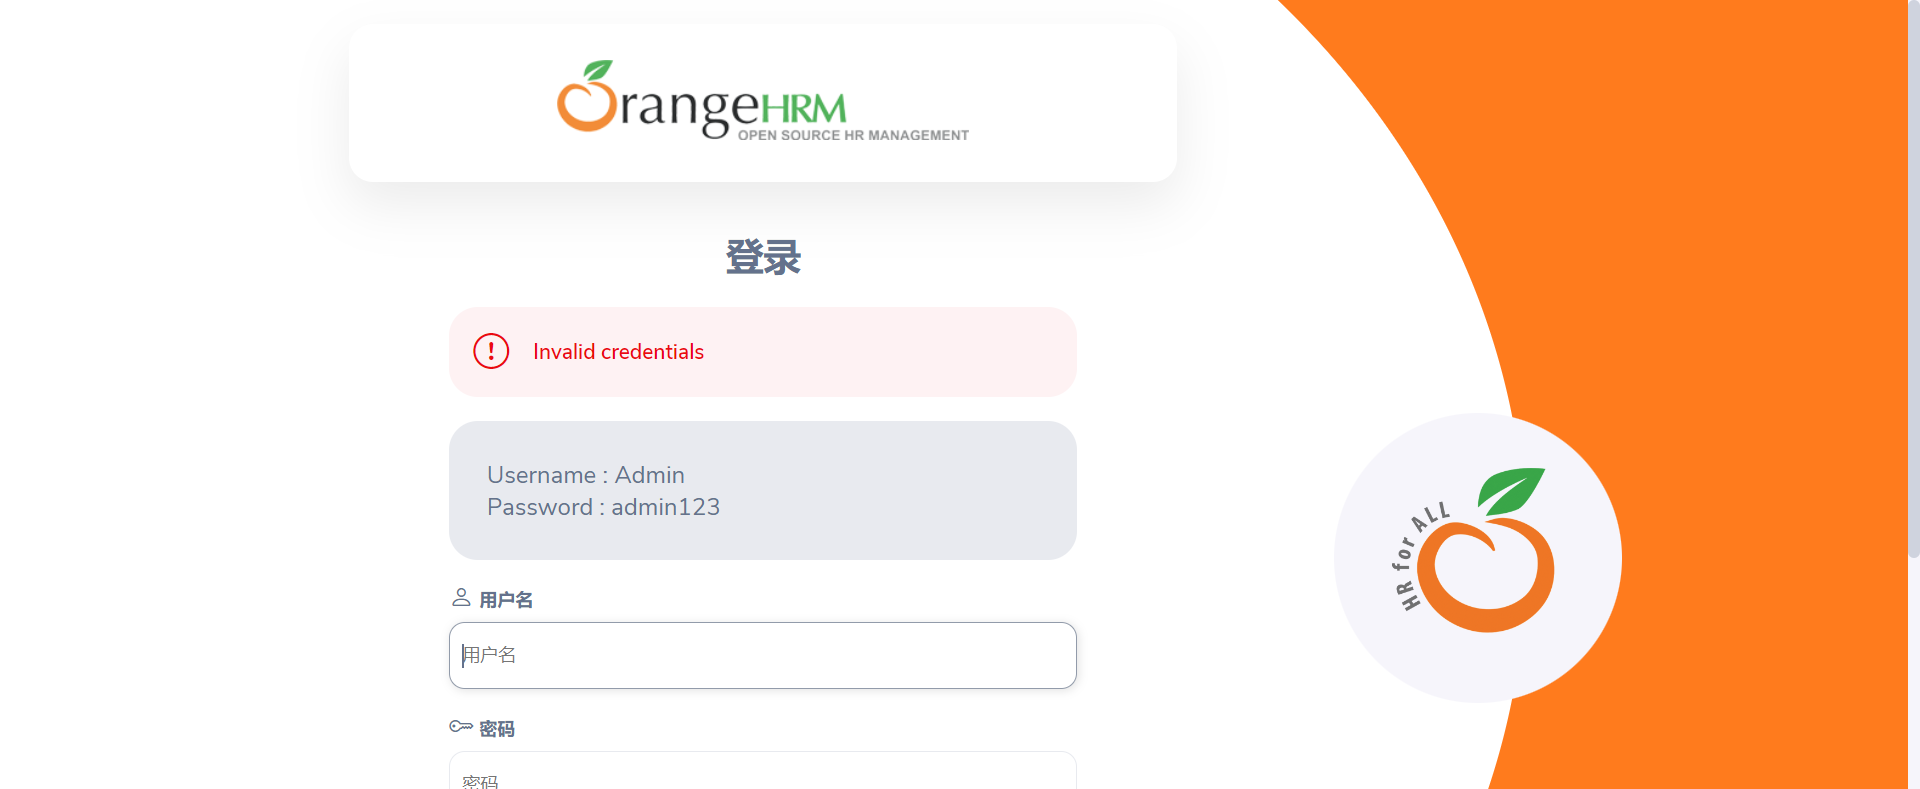 OrangeHRM
OPEN SOURCE HR MANAGEMENT
登录
! Invalid credentials
Username : Admin
Password : admin123
用户名
用户名
密码
密码
HR for ALL